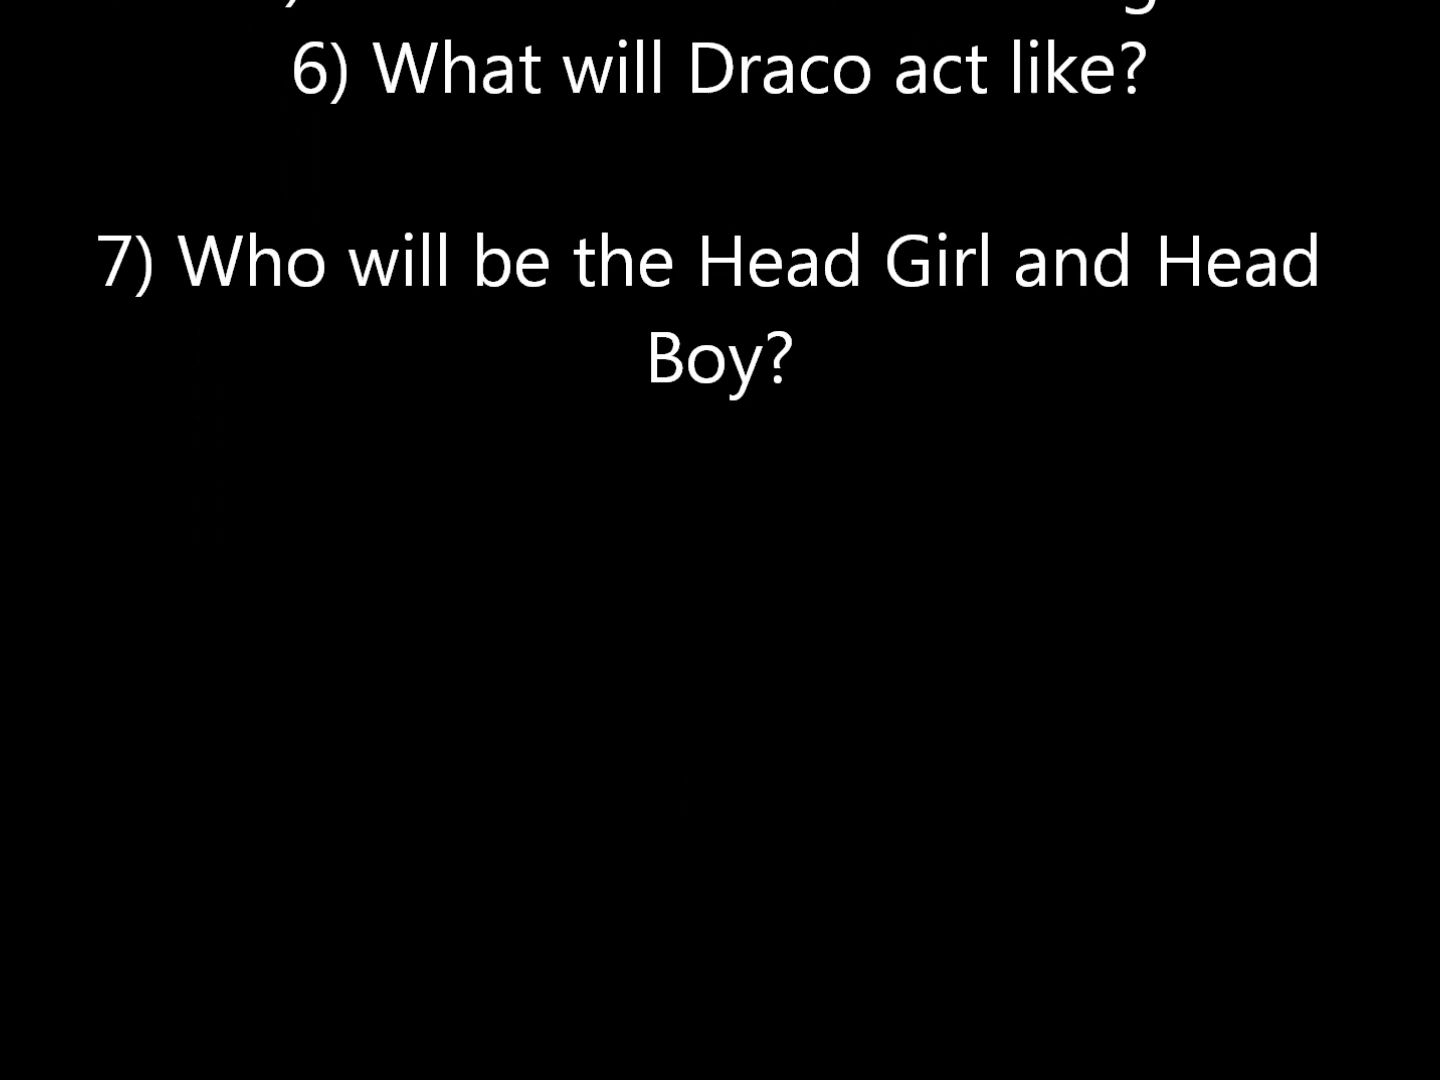 6) What will Draco act like?
7) Who will be the Head Girl and Head
Boy?